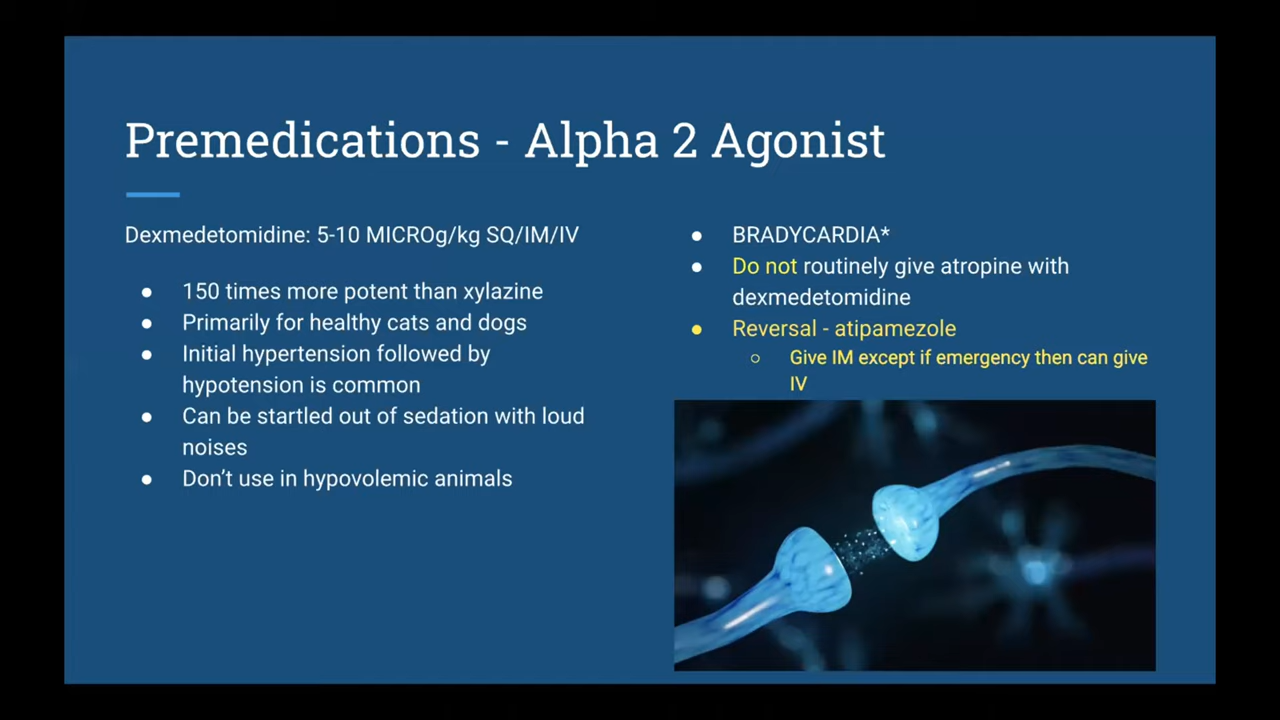 Premedications - Alpha 2 Agonist
Dexmedetomidine: 5-10 MICROg/kg SQ/IM/IV
● 150 times more potent than xylazine
● Primarily for healthy cats and dogs
● Initial hypertension followed by
hypotension is common
● Can be startled out of sedation with loud
noises
● Don’t use in hypovolemic animals
● BRADYCARDIA*
● Do not routinely give atropine with
dexmedetomidine
● Reversal - atipamezole
○ Give IM except if emergency then can give
IV